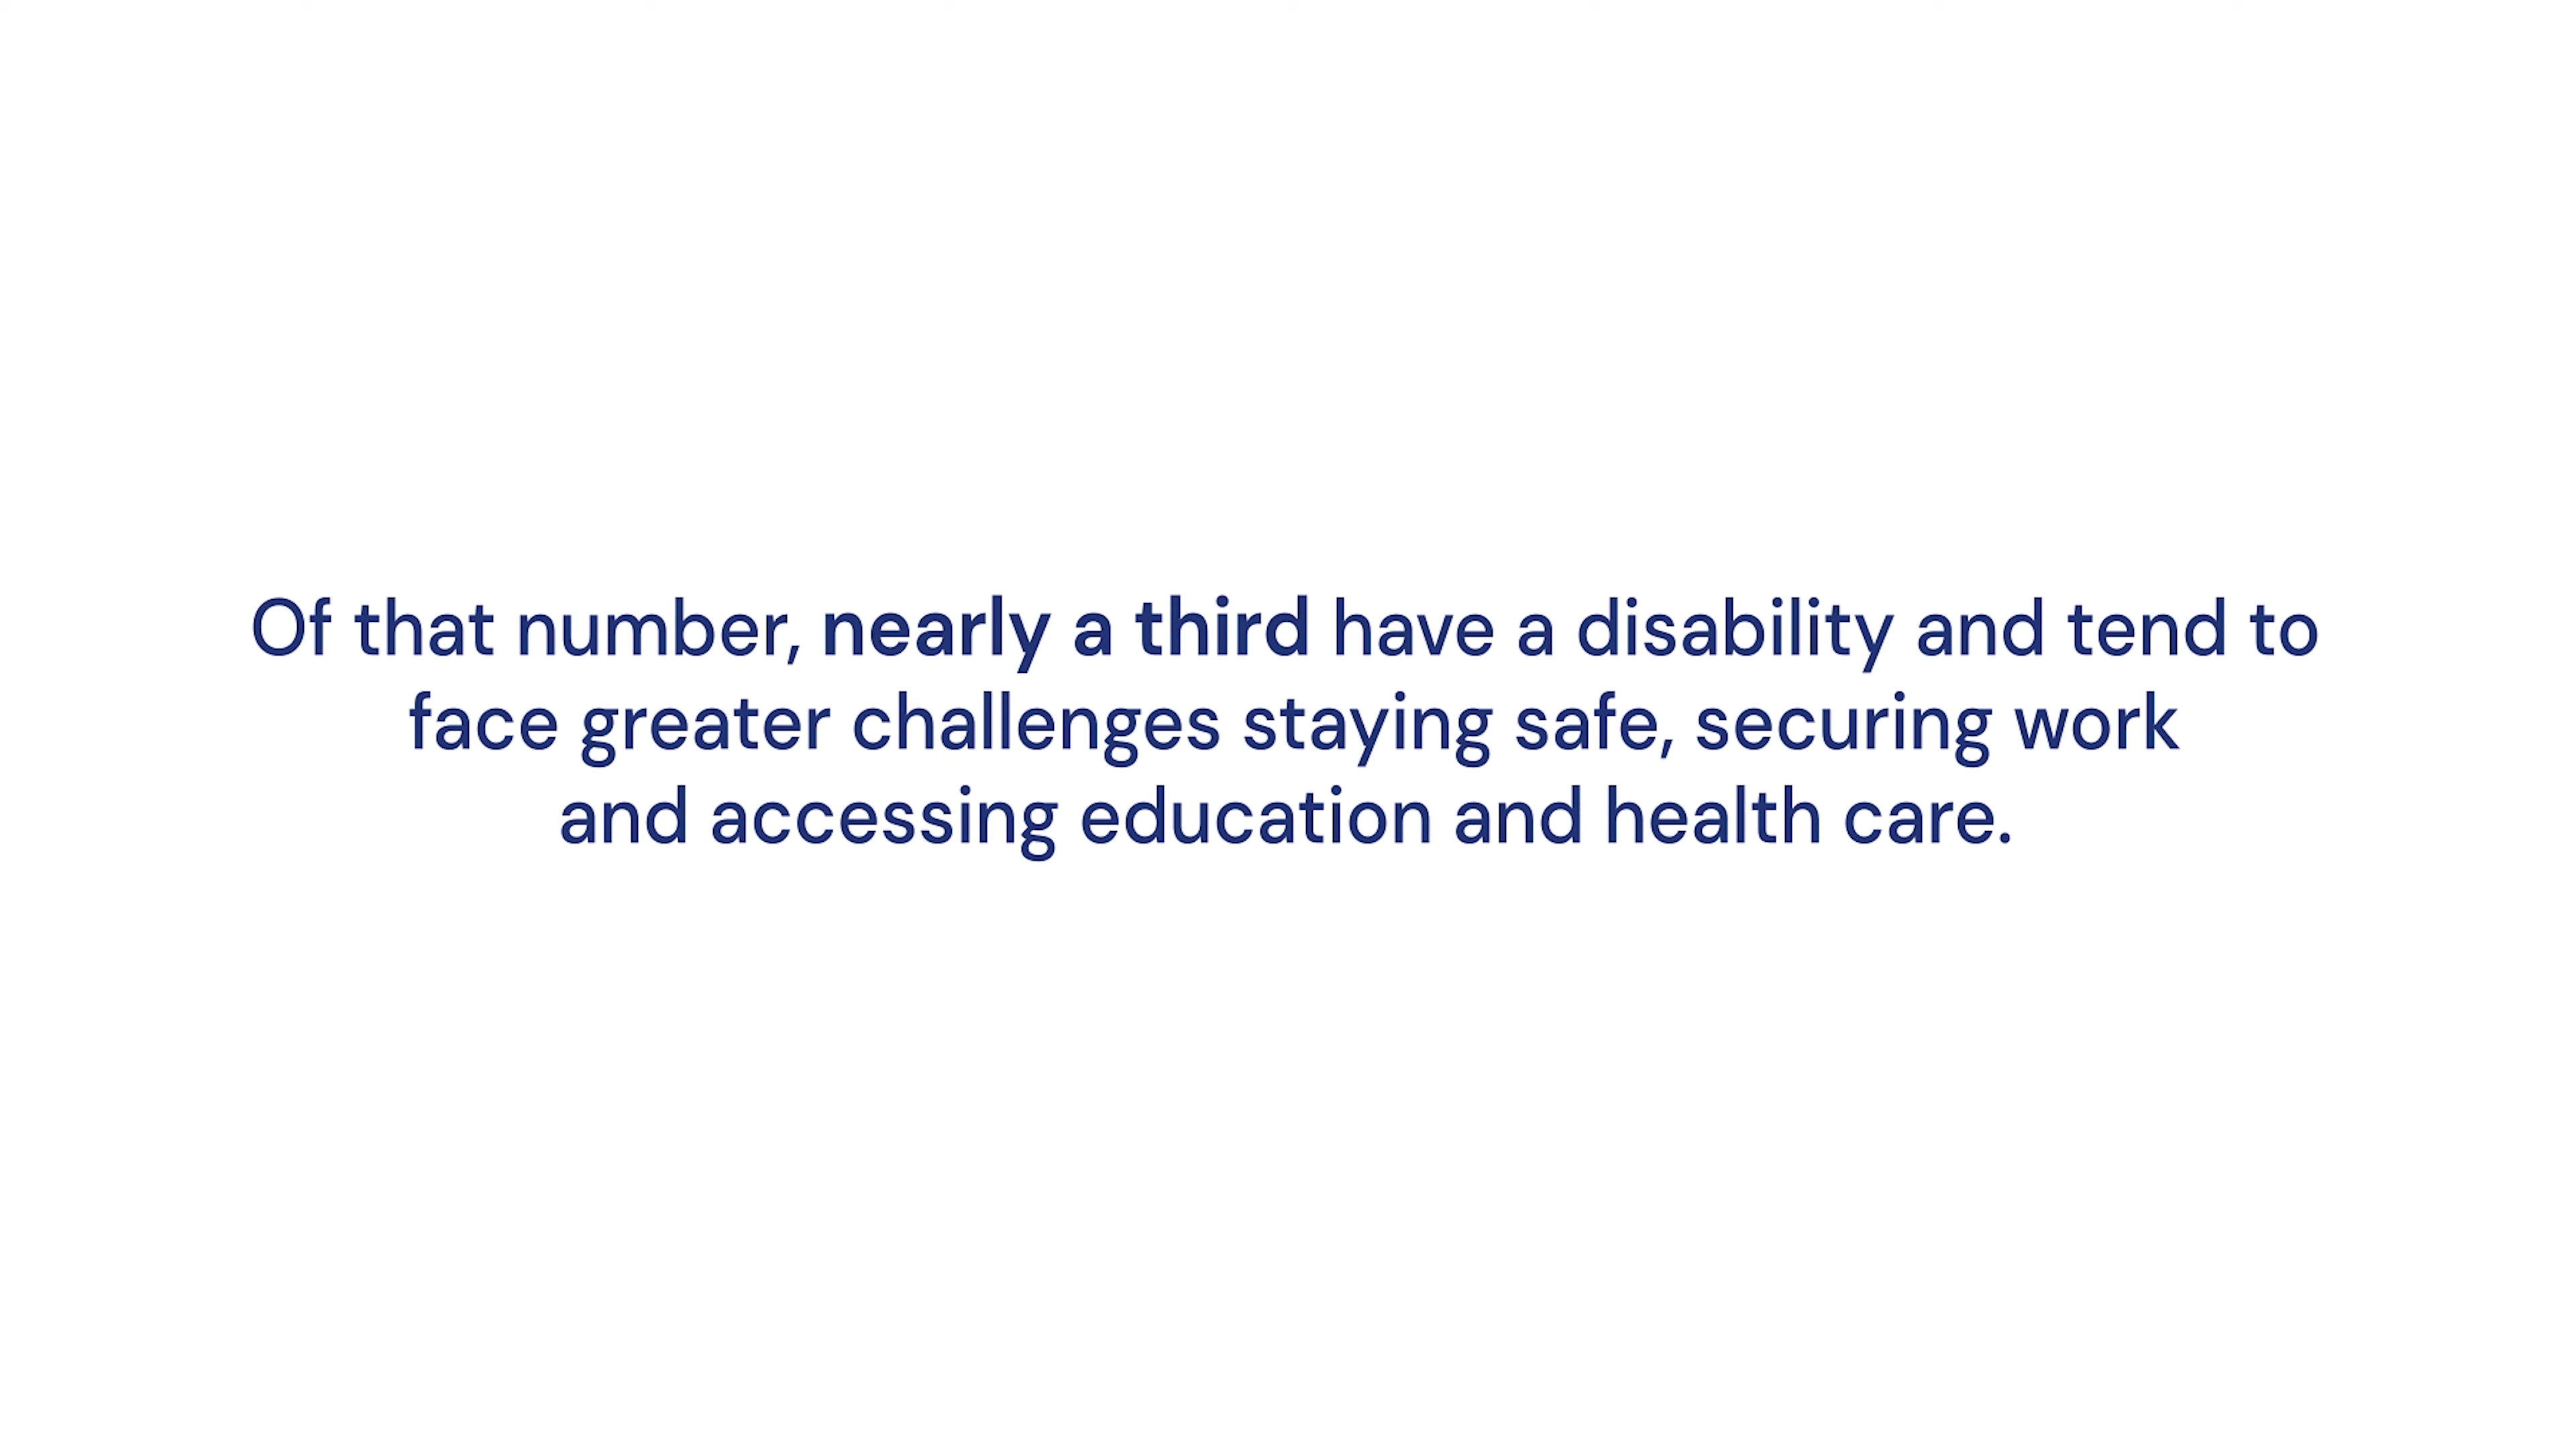 Of that number, nearly a third have a disability and tend to
face greater challenges staying safe, securing work
and accessing education and health care.